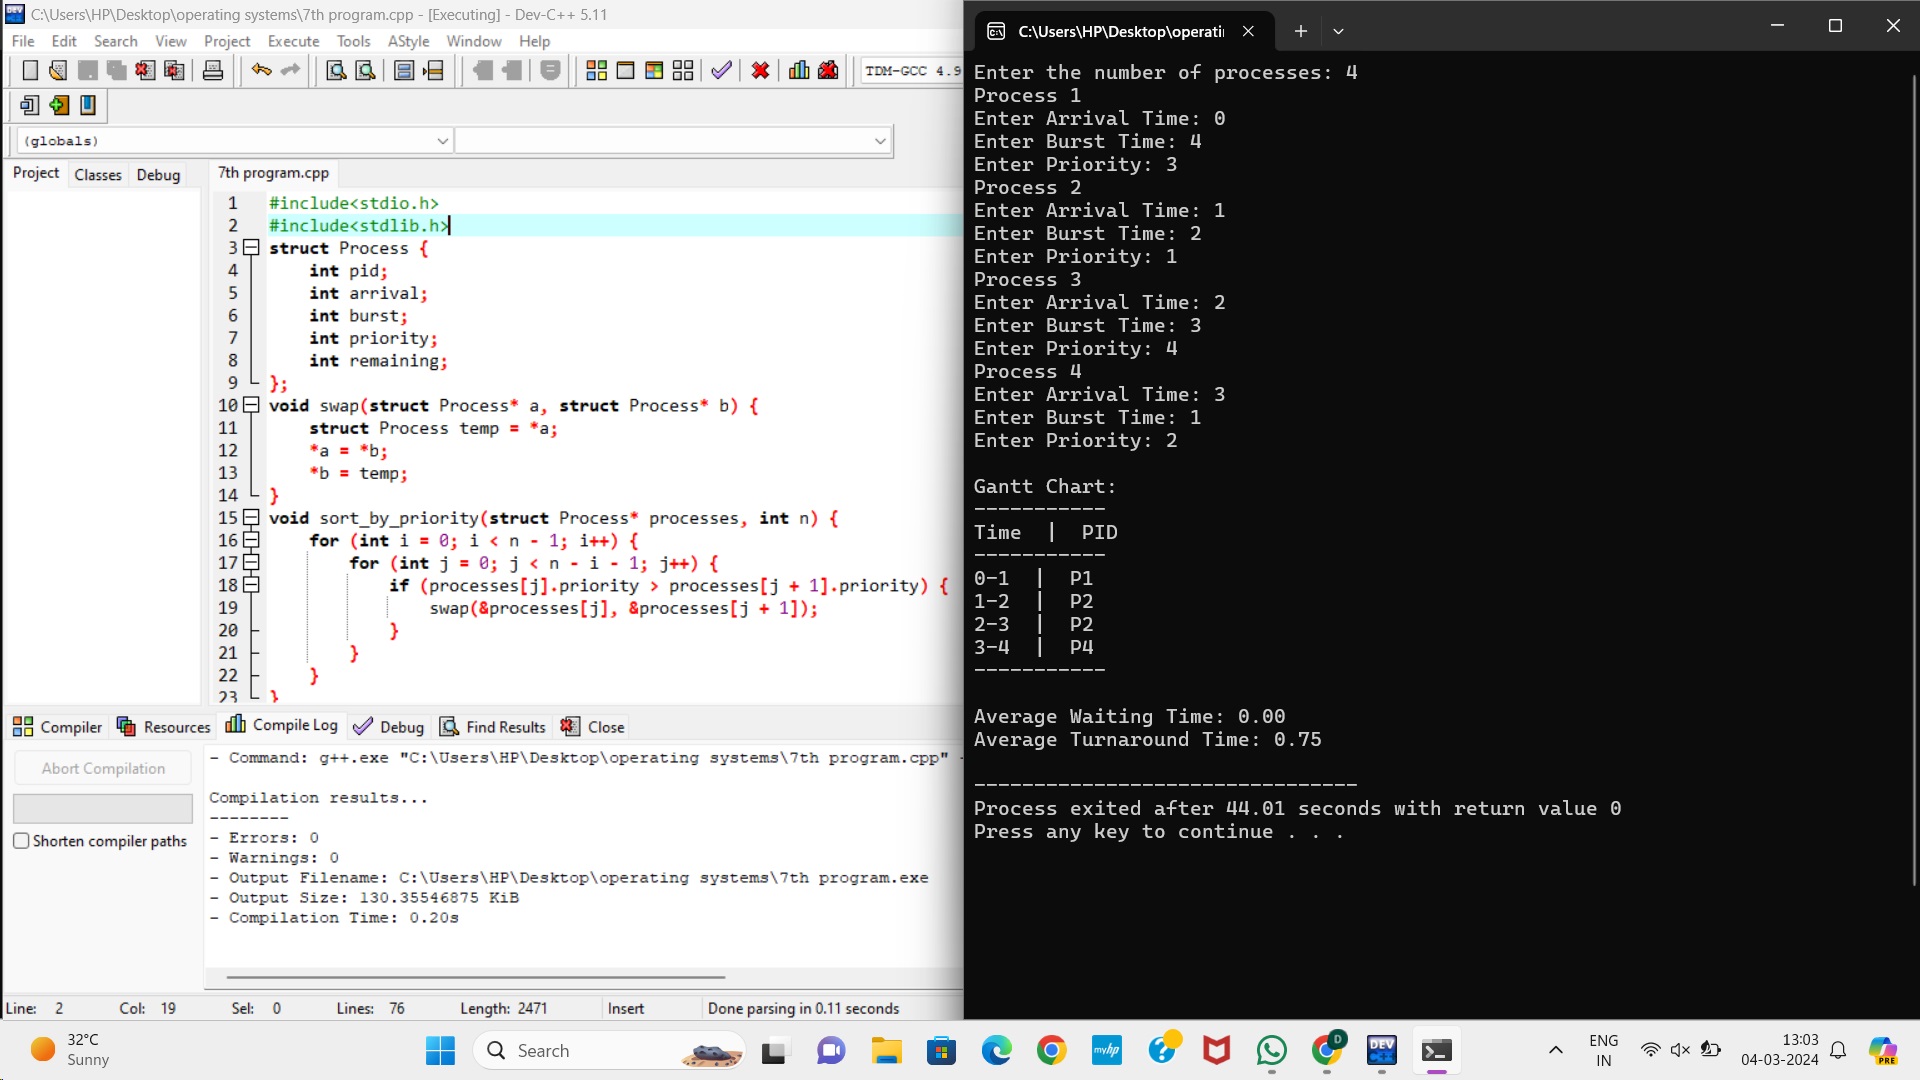 C:\Users\HP\Desktop\operating systems\7th program.cpp - [Executing] - Dev-C++ 5.11
File Edit Search View Project Execute Tools AStyle Window Help
TDM-GCC 4.9
(globals)
Project Classes Debug
7th program.cpp
1 #include<stdio.h>
2 #include<stdlib.h>
3 struct Process {
4 int pid;
5 int arrival;
6 int burst;
7 int priority;
8 int remaining;
9 };
10 void swap(struct Process* a, struct Process* b) {
11 struct Process temp = *a;
12 *a = *b;
13 *b = temp;
14 }
15 void sort_by_priority(struct Process* processes, int n) {
16 for (int i = 0; i < n - 1; i++) {
17 for (int j = 0; j < n - i - 1; j++) {
18 if (processes[j].priority > processes[j + 1].priority) {
19 swap(&processes[j], &processes[j + 1]);
20 }
21 }
22 }
23 }
Compiler Resources Compile Log Debug Find Results Close
Abort Compilation
Shorten compiler paths
- Command: g++.exe "C:\Users\HP\Desktop\operating systems\7th program.cpp" -
Compilation results...
--------
- Errors: 0
- Warnings: 0
- Output Filename: C:\Users\HP\Desktop\operating systems\7th program.exe
- Output Size: 130.35546875 KiB
- Compilation Time: 0.20s
Line: 2 Col: 19 Sel: 0 Lines: 76 Length: 2471 Insert Done parsing in 0.11 seconds
C:\Users\HP\Desktop\operati
Enter the number of processes: 4
Process 1
Enter Arrival Time: 0
Enter Burst Time: 4
Enter Priority: 3
Process 2
Enter Arrival Time: 1
Enter Burst Time: 2
Enter Priority: 1
Process 3
Enter Arrival Time: 2
Enter Burst Time: 3
Enter Priority: 4
Process 4
Enter Arrival Time: 3
Enter Burst Time: 1
Enter Priority: 2
Gantt Chart:
-----------
Time | PID
-----------
0-1 | P1
1-2 | P2
2-3 | P2
3-4 | P4
-----------
Average Waiting Time: 0.00
Average Turnaround Time: 0.75
--------------------------------
Process exited after 44.01 seconds with return value 0
Press any key to continue . . .
32°C
Sunny
Search
myhp
D
DEV
C++
ENG
IN
13:03
04-03-2024
PRE